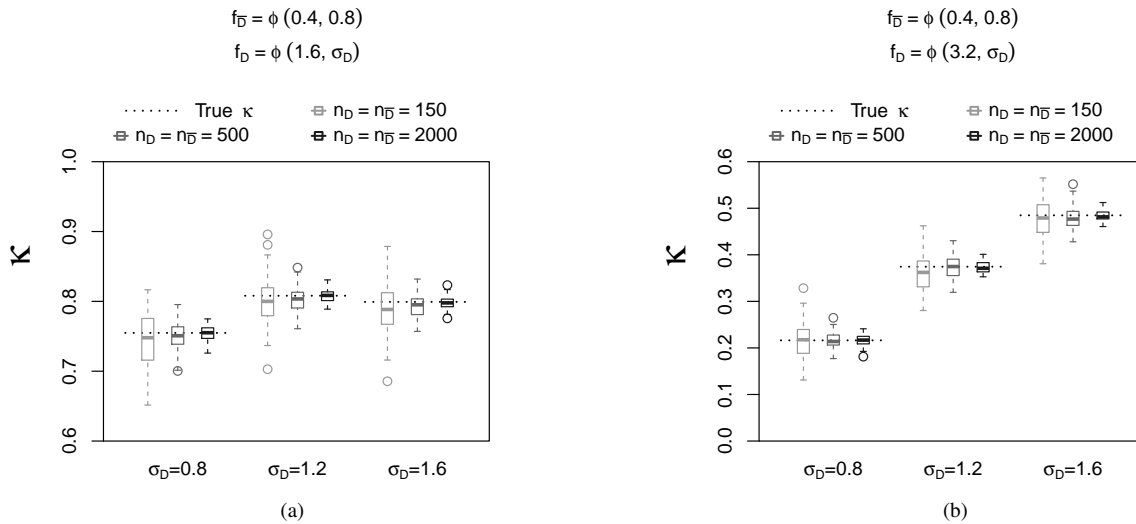 f_D̅ = ϕ (0.4, 0.8)
f_D = ϕ (1.6, σ_D)
True κ
n_D = n_D̅ = 150
n_D = n_D̅ = 500
n_D = n_D̅ = 2000
κ
1.0
0.9
0.8
0.7
0.6
σ_D=0.8 σ_D=1.2 σ_D=1.6
(a)
f_D̅ = ϕ (0.4, 0.8)
f_D = ϕ (3.2, σ_D)
True κ
n_D = n_D̅ = 150
n_D = n_D̅ = 500
n_D = n_D̅ = 2000
κ
0.6
0.5
0.4
0.3
0.2
0.1
0.0
σ_D=0.8 σ_D=1.2 σ_D=1.6
(b)